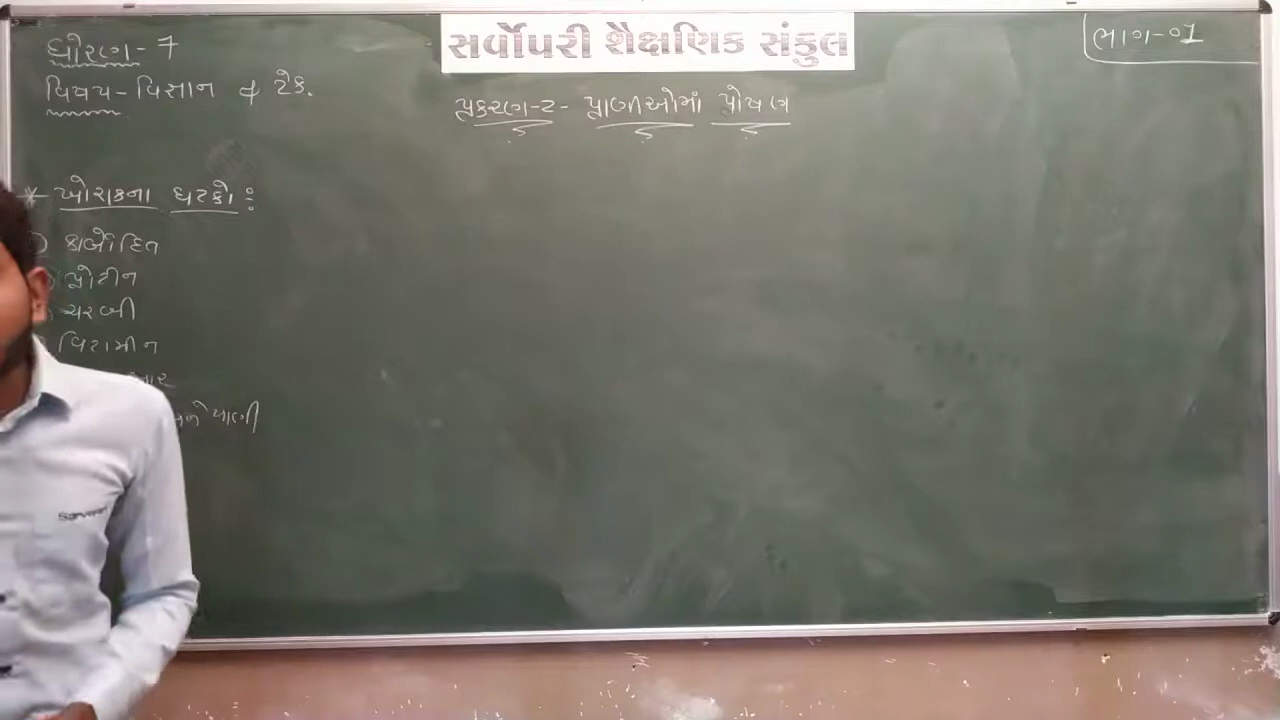 સર્વોપરી શૈક્ષણિક સંકુલ
ધોરણ- 7
ભાગ-01
વિષય-વિજ્ઞાન & ટેક.
પ્રકરણ-2- પ્રાણીઓમાં પોષણ
* ખોરાકના ઘટકો :
કાર્બોદિત
પ્રોટીન
ચરબી
વિટામીન
પાણી